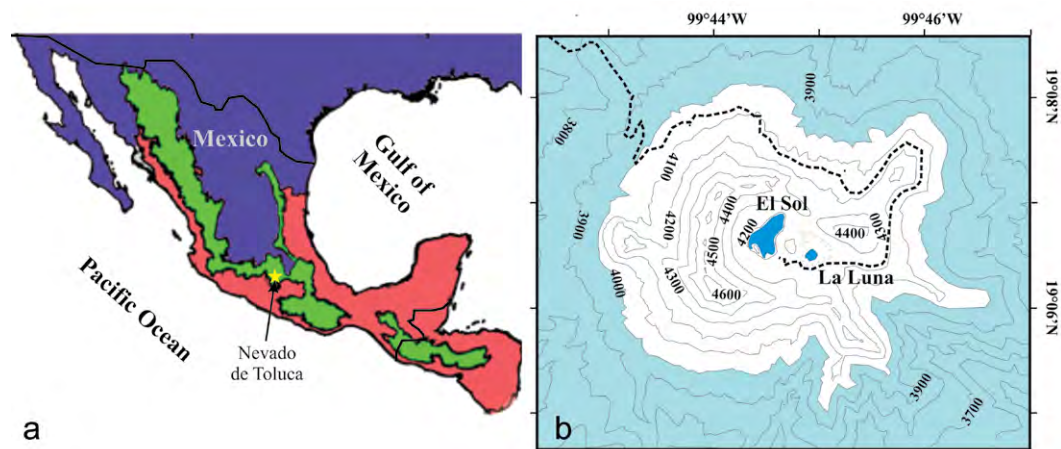 Mexico
Gulf of
Mexico
Pacific Ocean
Nevado
de Toluca
a
99°44'W
99°46'W
19°08'N
19°06'N
3900
3800
4100
3900
4200
4400
El Sol
4200
4300
4400
4500
La Luna
4000
4300
4600
3900
3700
b